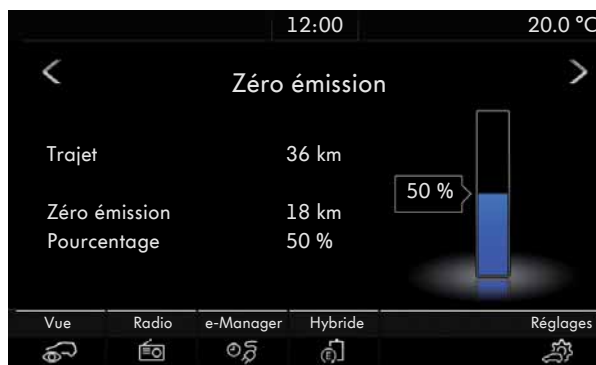 12:00 20.0 °C
Zéro émission
Trajet 36 km
50 %
Zéro émission 18 km
Pourcentage 50 %
Vue Radio e-Manager Hybride Réglages